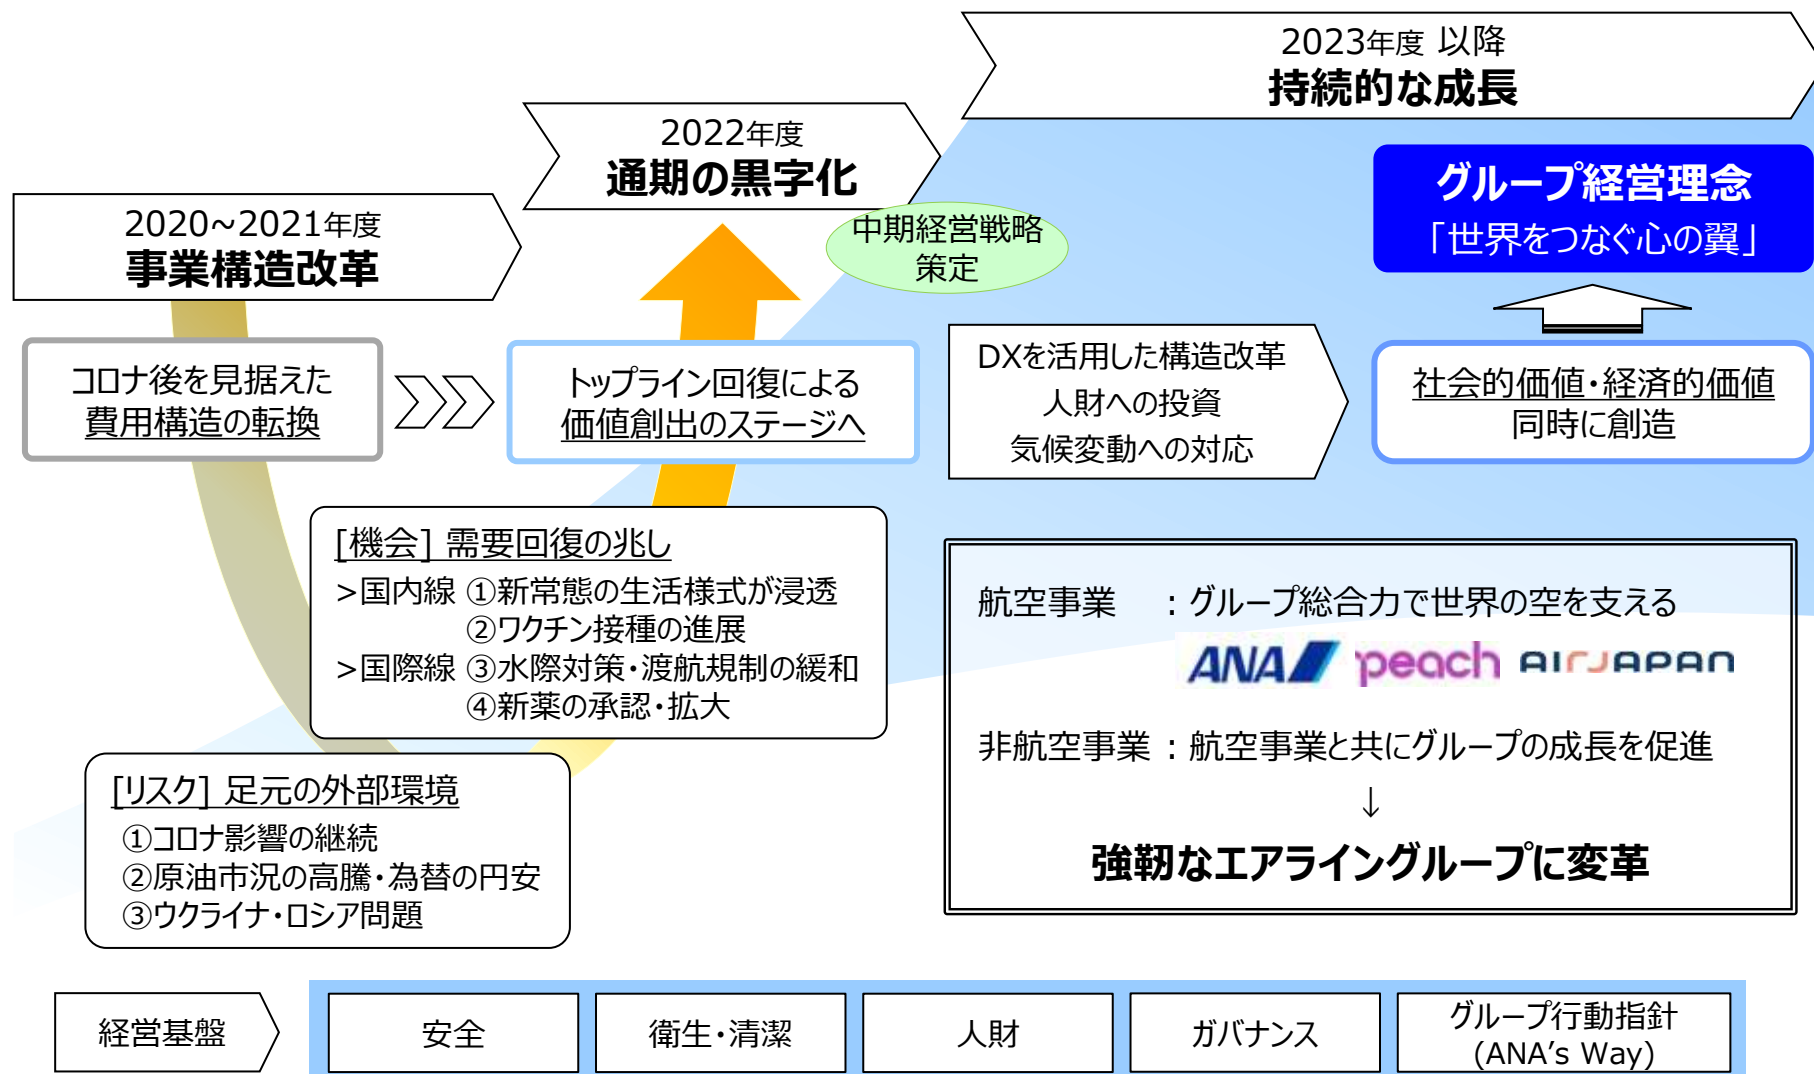 2023年度 以降
持続的な成長
2022年度
通期の黒字化
2020~2021年度
事業構造改革
中期経営戦略
策定
グループ経営理念
「世界をつなぐ心の翼」
コロナ後を見据えた
費用構造の転換
トップライン回復による
価値創出のステージへ
DXを活用した構造改革
人財への投資
気候変動への対応
社会的価値・経済的価値
同時に創造
[機会] 需要回復の兆し
>国内線 ①新常態の生活様式が浸透
②ワクチン接種の進展
>国際線 ③水際対策・渡航規制の緩和
④新薬の承認・拡大
[リスク] 足元の外部環境
①コロナ影響の継続
②原油市況の高騰・為替の円安
③ウクライナ・ロシア問題
航空事業 : グループ総合力で世界の空を支える
ANA peach AIRJAPAN
非航空事業 : 航空事業と共にグループの成長を促進
↓
強靭なエアライングループに変革
経営基盤
安全
衛生・清潔
人財
ガバナンス
グループ行動指針
(ANA's Way)